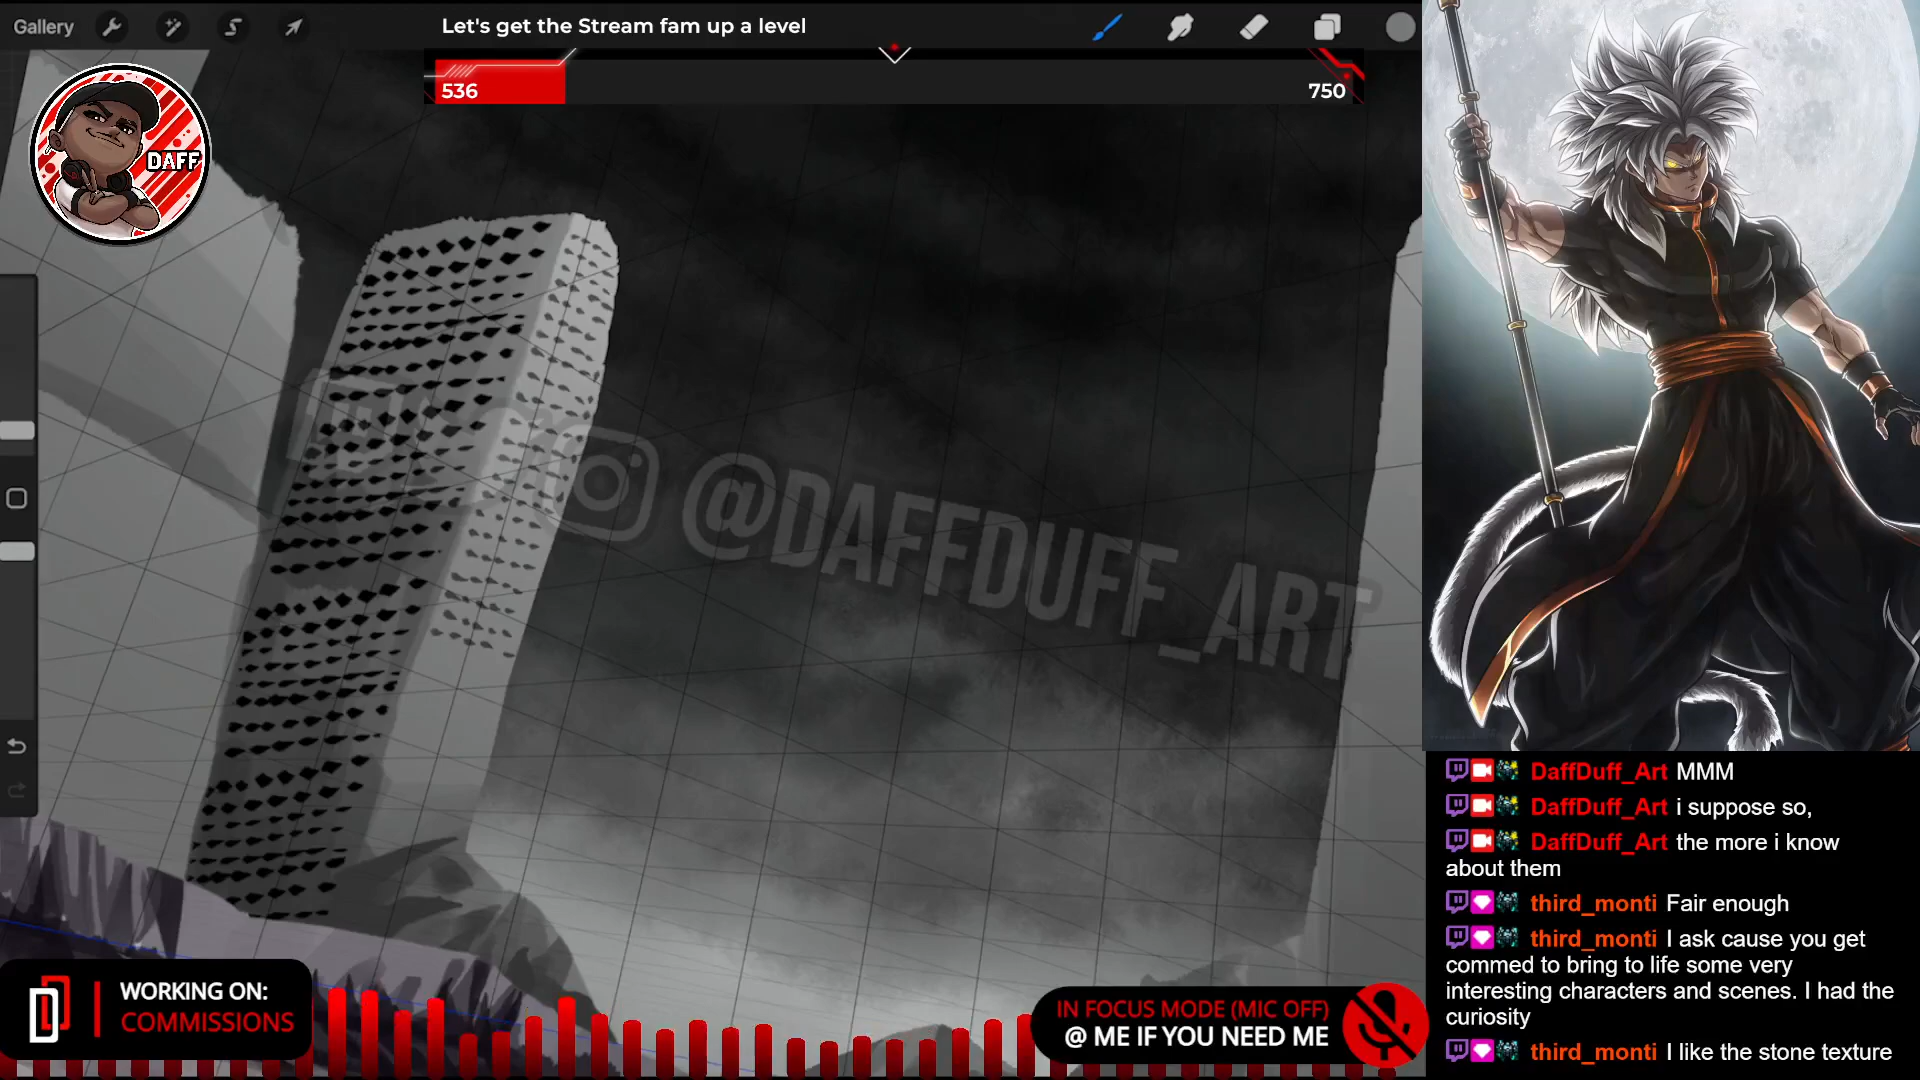 Gallery
Let's get the Stream fam up a level
536
750
DAFF
@DAFFDUFF_ART
WORKING ON:
COMMISSIONS
IN FOCUS MODE (MIC OFF)
@ ME IF YOU NEED ME
DaffDuff_Art MMM
DaffDuff_Art i suppose so,
DaffDuff_Art the more i know
about them
third_monti Fair enough
third_monti I ask cause you get
commed to bring to life some very
interesting characters and scenes. I had the
curiosity
third_monti I like the stone texture